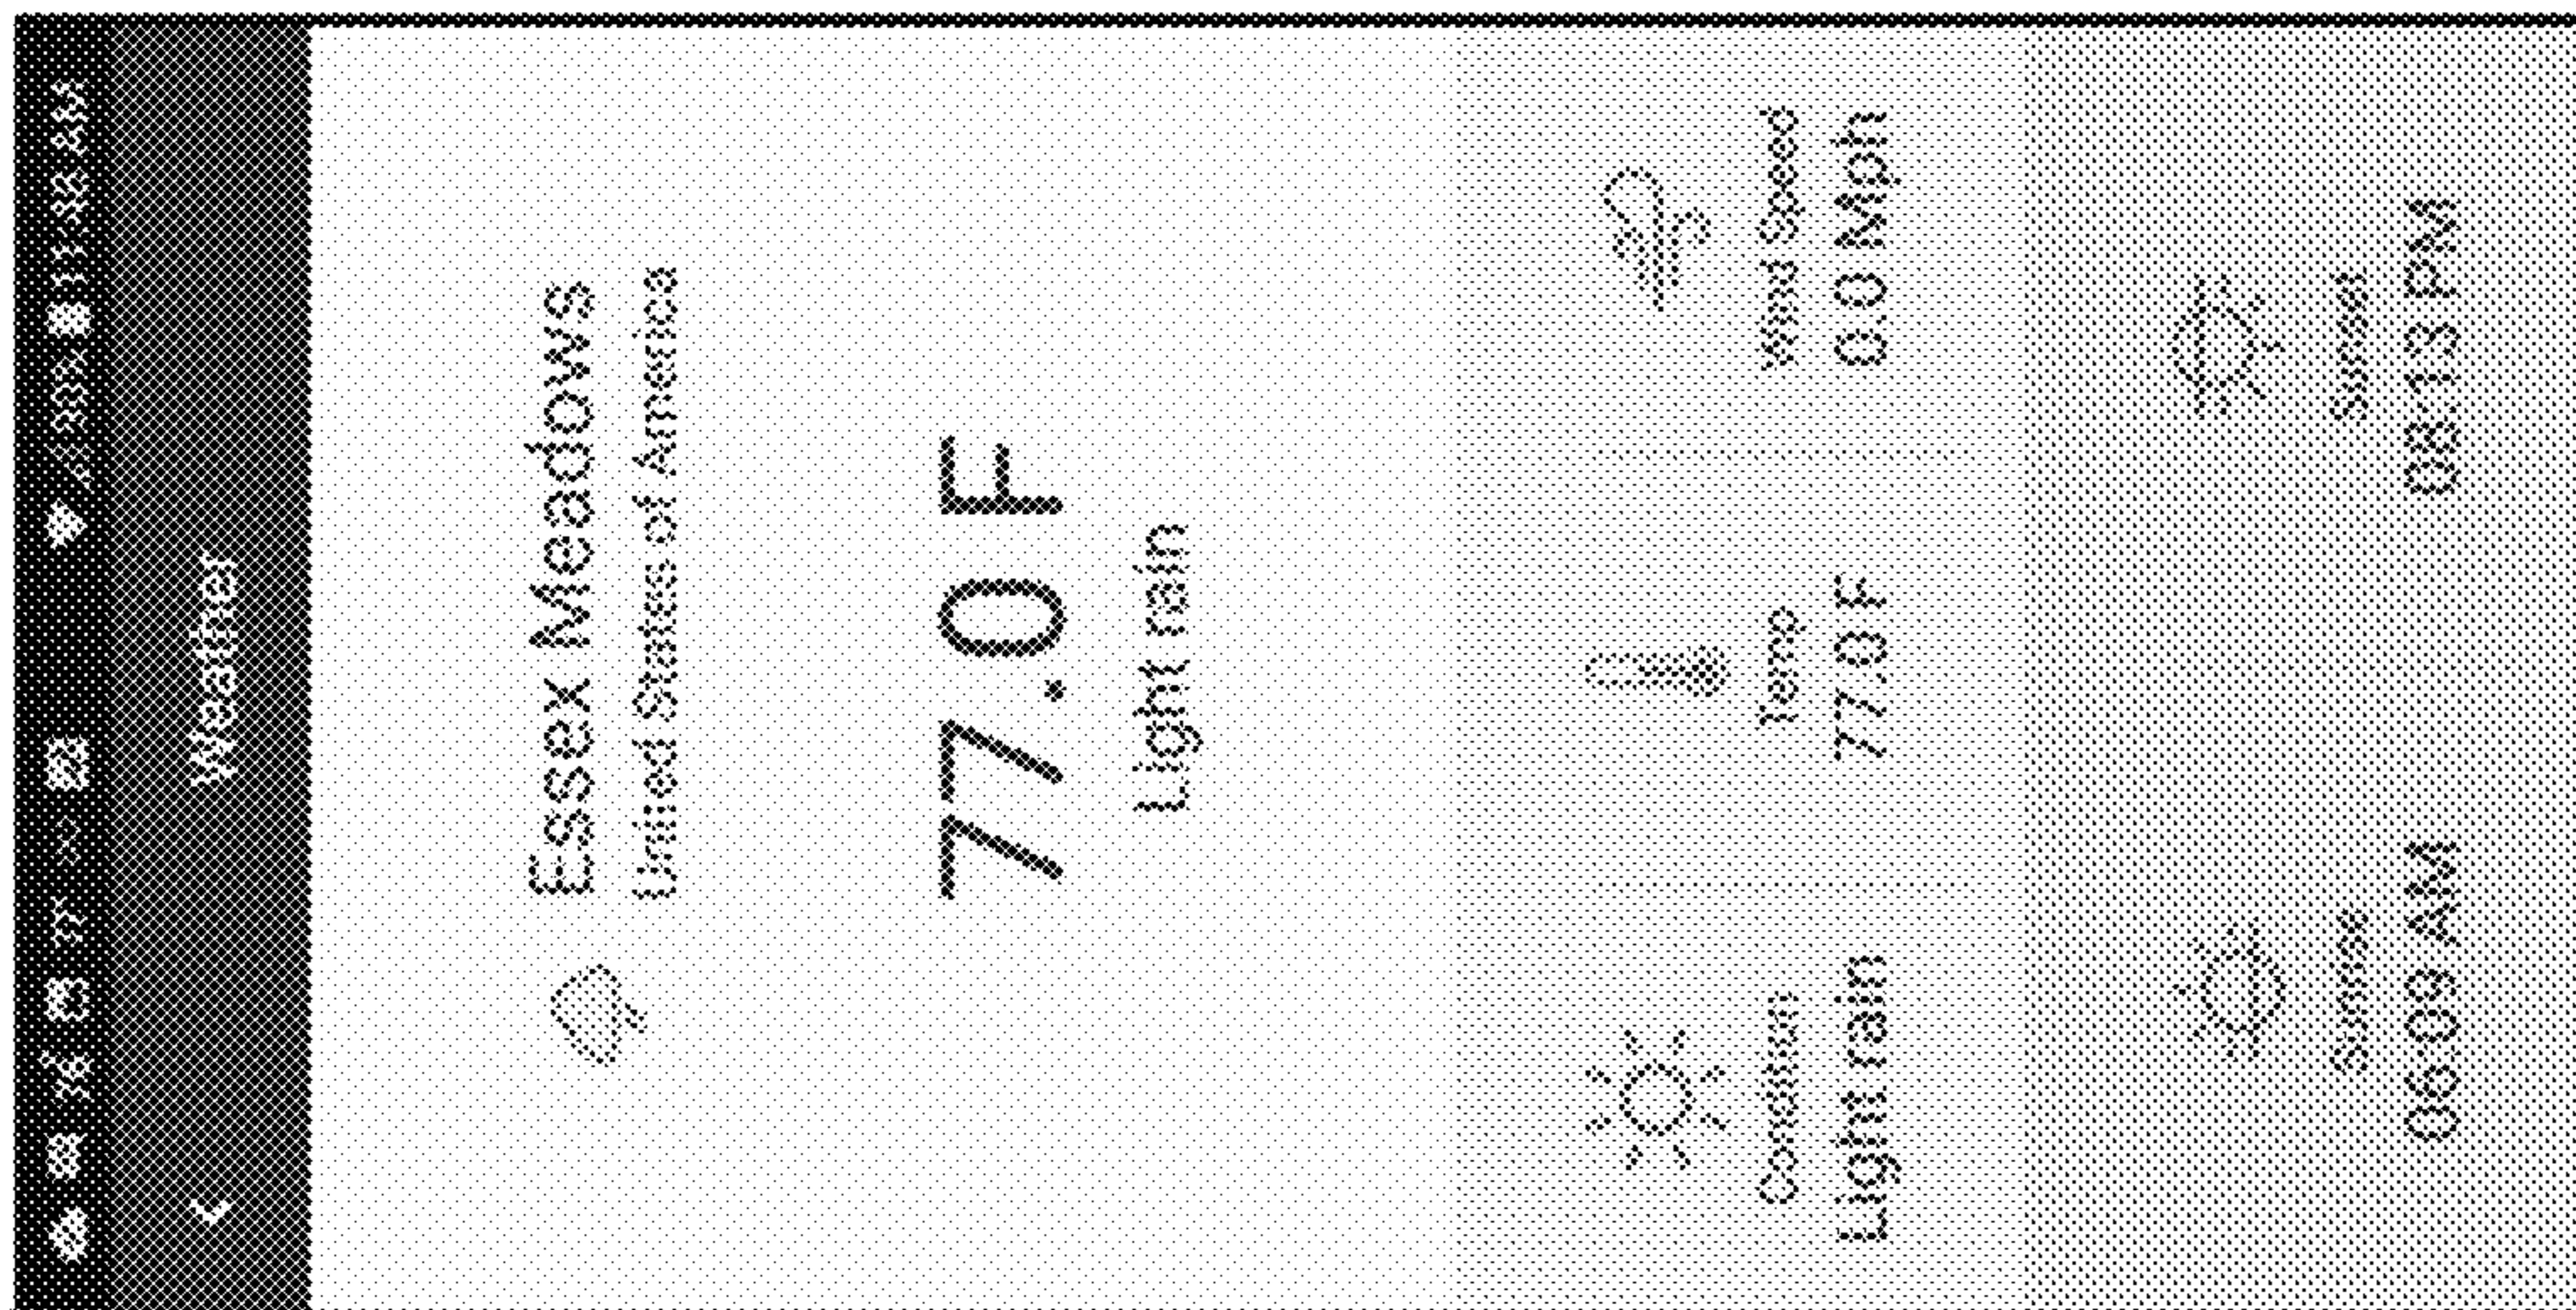 Weather
Essex Meadows
United States of America
77.0 F
Light rain
Condition
Light rain
Temp
77.0 F
Wind Speed
0.0 Mph
Sunrise
06:09 AM
Sunset
08:13 PM